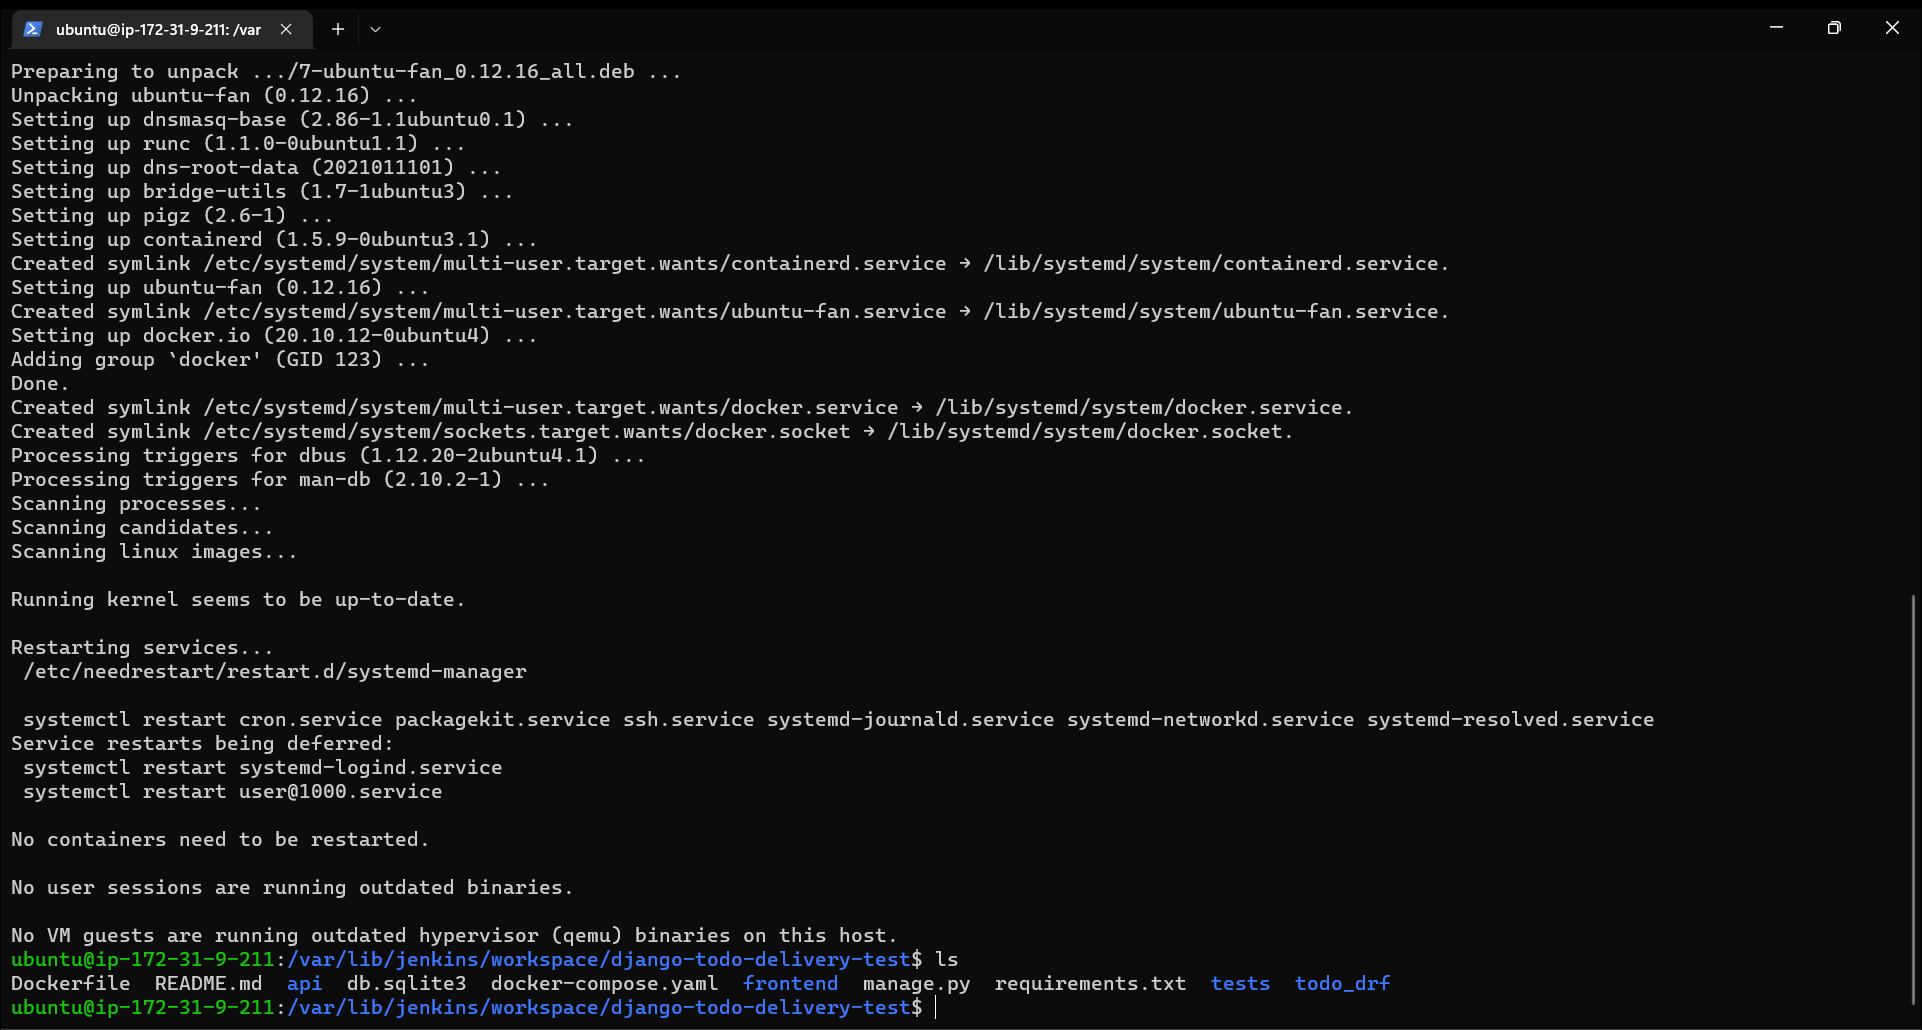 ubuntu@ip-172-31-9-211: /var
Preparing to unpack .../7-ubuntu-fan_0.12.16_all.deb ...
Unpacking ubuntu-fan (0.12.16) ...
Setting up dnsmasq-base (2.86-1.1ubuntu0.1) ...
Setting up runc (1.1.0-0ubuntu1.1) ...
Setting up dns-root-data (2021011101) ...
Setting up bridge-utils (1.7-1ubuntu3) ...
Setting up pigz (2.6-1) ...
Setting up containerd (1.5.9-0ubuntu3.1) ...
Created symlink /etc/systemd/system/multi-user.target.wants/containerd.service → /lib/systemd/system/containerd.service.
Setting up ubuntu-fan (0.12.16) ...
Created symlink /etc/systemd/system/multi-user.target.wants/ubuntu-fan.service → /lib/systemd/system/ubuntu-fan.service.
Setting up docker.io (20.10.12-0ubuntu4) ...
Adding group `docker' (GID 123) ...
Done.
Created symlink /etc/systemd/system/multi-user.target.wants/docker.service → /lib/systemd/system/docker.service.
Created symlink /etc/systemd/system/sockets.target.wants/docker.socket → /lib/systemd/system/docker.socket.
Processing triggers for dbus (1.12.20-2ubuntu4.1) ...
Processing triggers for man-db (2.10.2-1) ...
Scanning processes...
Scanning candidates...
Scanning linux images...
Running kernel seems to be up-to-date.
Restarting services...
/etc/needrestart/restart.d/systemd-manager
systemctl restart cron.service packagekit.service ssh.service systemd-journald.service systemd-networkd.service systemd-resolved.service
Service restarts being deferred:
systemctl restart systemd-logind.service
systemctl restart user@1000.service
No containers need to be restarted.
No user sessions are running outdated binaries.
No VM guests are running outdated hypervisor (qemu) binaries on this host.
ubuntu@ip-172-31-9-211:/var/lib/jenkins/workspace/django-todo-delivery-test$ ls
Dockerfile  README.md  api  db.sqlite3  docker-compose.yaml  frontend  manage.py  requirements.txt  tests  todo_drf
ubuntu@ip-172-31-9-211:/var/lib/jenkins/workspace/django-todo-delivery-test$